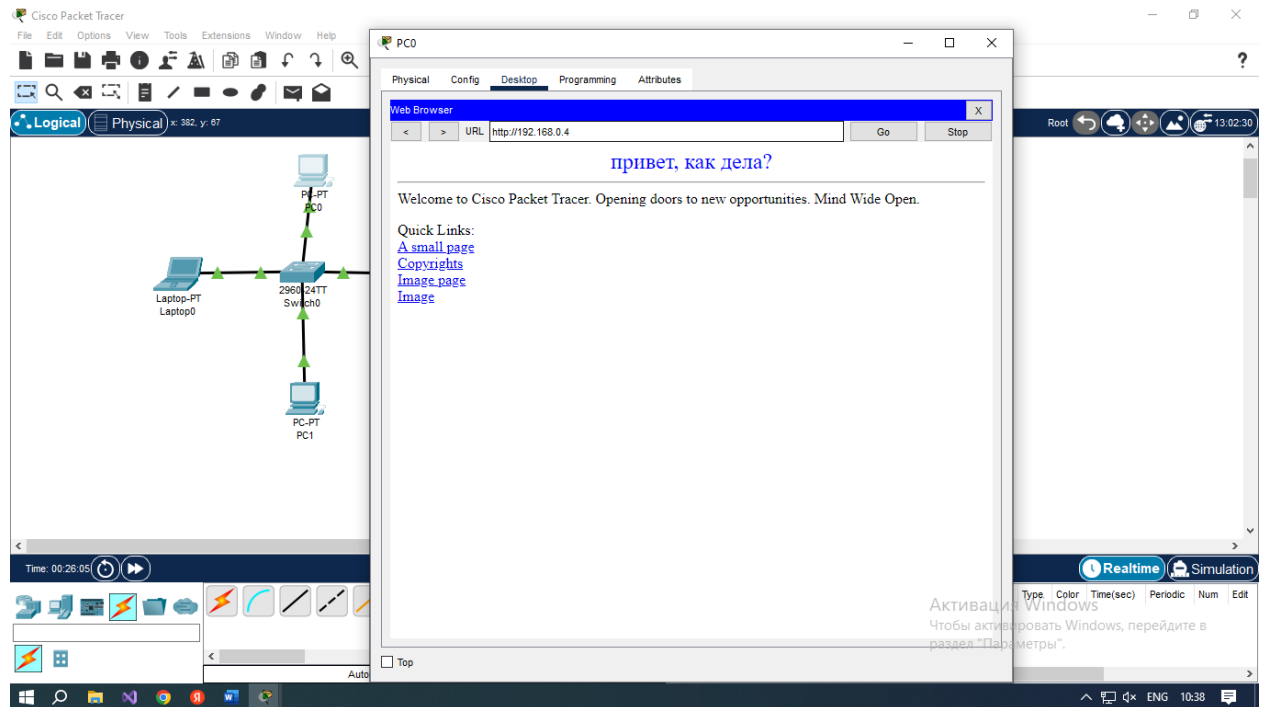 Cisco Packet Tracer
File Edit Options View Tools Extensions Window Help
?
PC0
Physical Config Desktop Programming Attributes
Web Browser X
< > URL http://192.168.0.4 Go Stop
Logical Physical x: 382, y: 67
Root 13:02:30
привет, как дела?
Welcome to Cisco Packet Tracer. Opening doors to new opportunities. Mind Wide Open.
Quick Links:
A small page
Copyrights
Image page
Image
PC-PT
PC0
Laptop-PT
Laptop0
2960-24TT
Switch0
PC-PT
PC1
Time: 00:26:05
Realtime Simulation
Type Color Time(sec) Periodic Num Edit
Активация Windows
Чтобы активировать Windows, перейдите в
раздел "Параметры".
Auto
Top
ENG 10:38